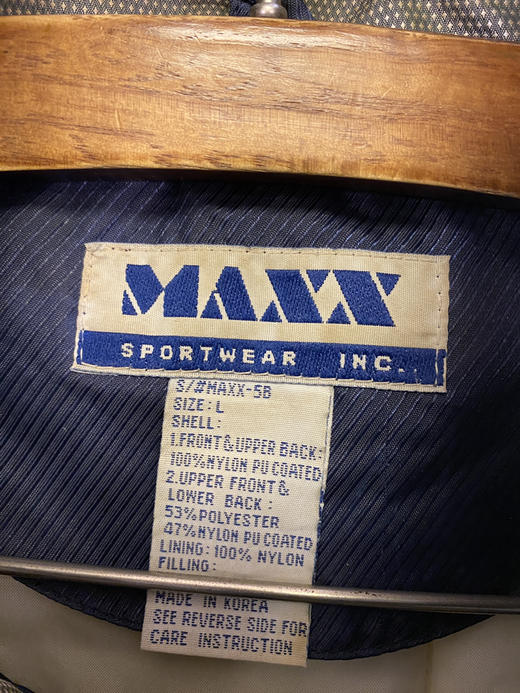 MAXX
SPORTWEAR INC.
S/#MAXX-5B
SIZE: L
SHELL:
1.FRONT&UPPER BACK:
100%NYLON PU COATED
2.UPPER FRONT&
LOWER BACK:
53%POLYESTER
47%NYLON PU COATED
LINING: 100% NYLON
FILLING:
MADE IN KOREA
SEE REVERSE SIDE FOR
CARE INSTRUCTION